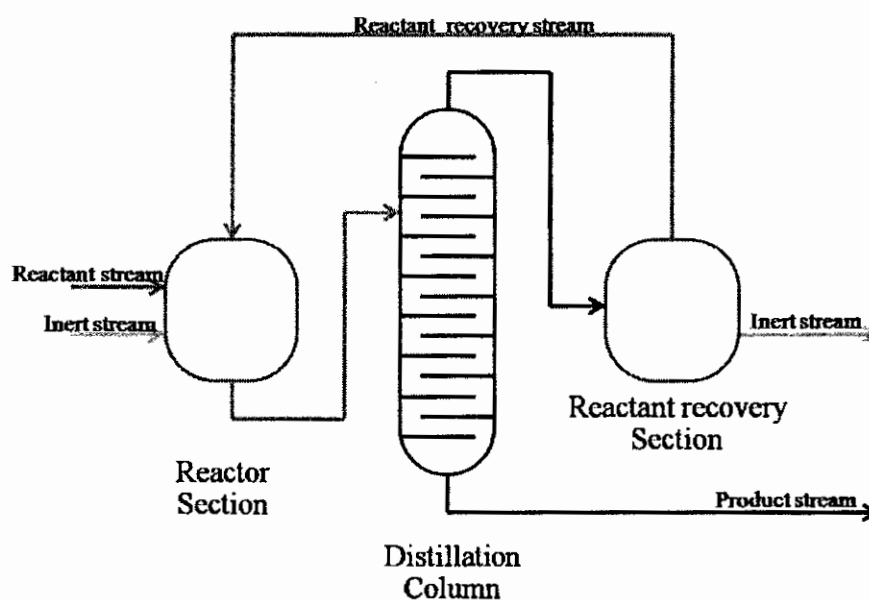 Reactant recovery stream
Reactant stream
Inert stream
Inert stream
Reactant recovery
Section
Reactor
Section
Product stream
Distillation
Column